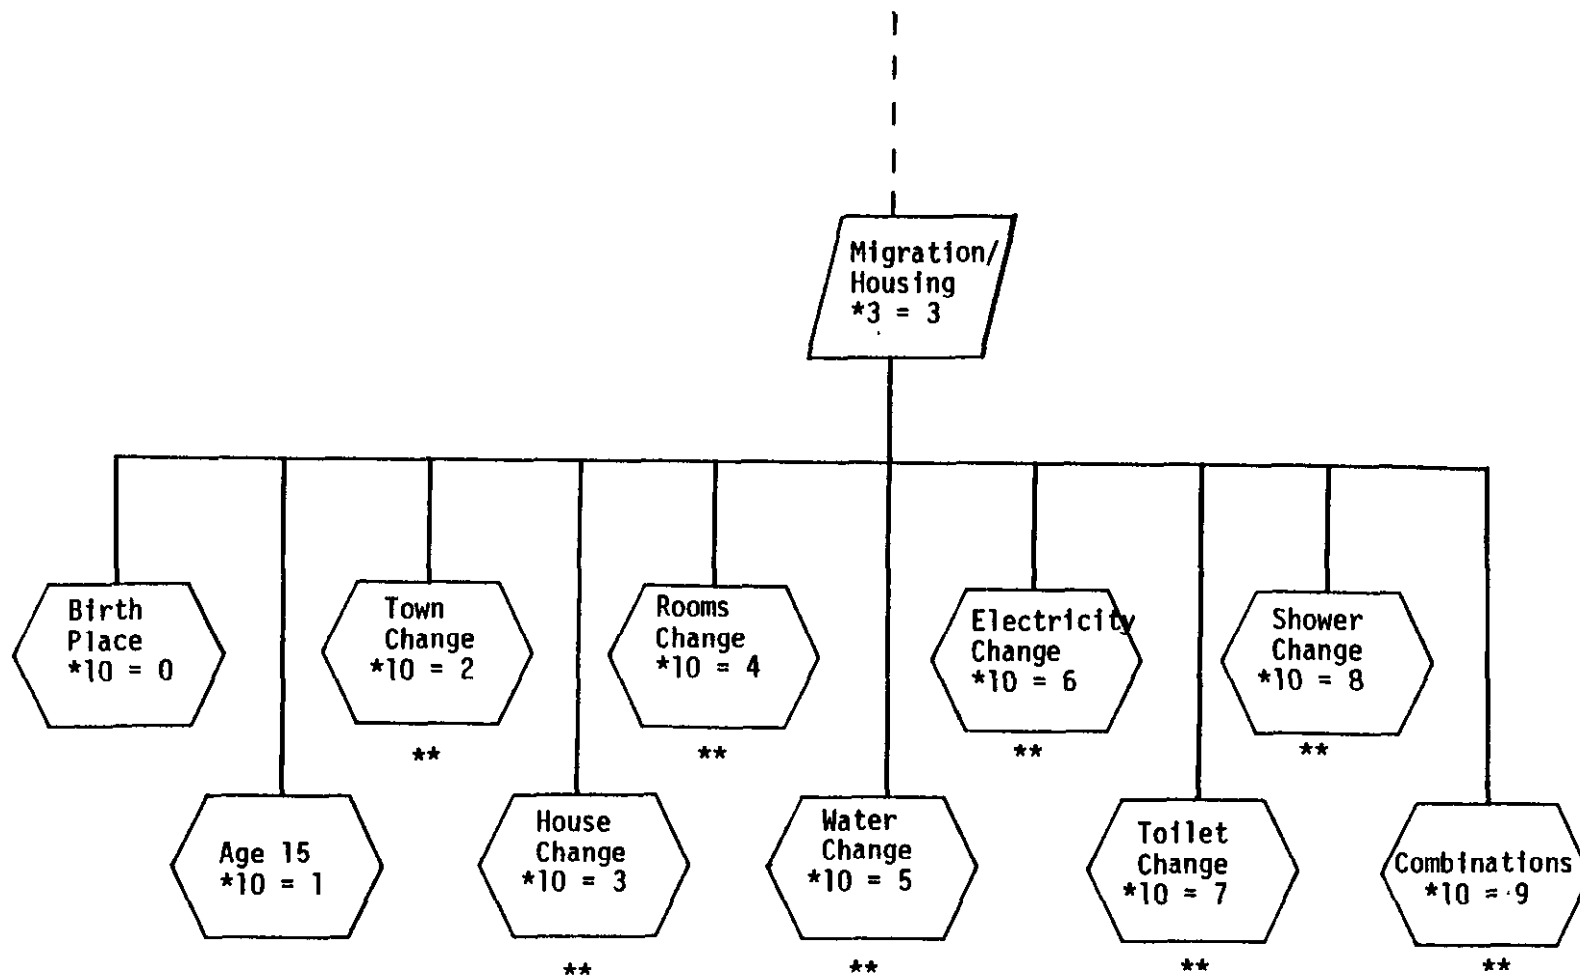 Migration/
Housing
*3 = 3
Birth
Place
*10 = 0
Town
Change
*10 = 2
**
Rooms
Change
*10 = 4
**
Electricity
Change
*10 = 6
**
Shower
Change
*10 = 8
**
Age 15
*10 = 1
House
Change
*10 = 3
**
Water
Change
*10 = 5
**
Toilet
Change
*10 = 7
**
Combinations
*10 = 9
**